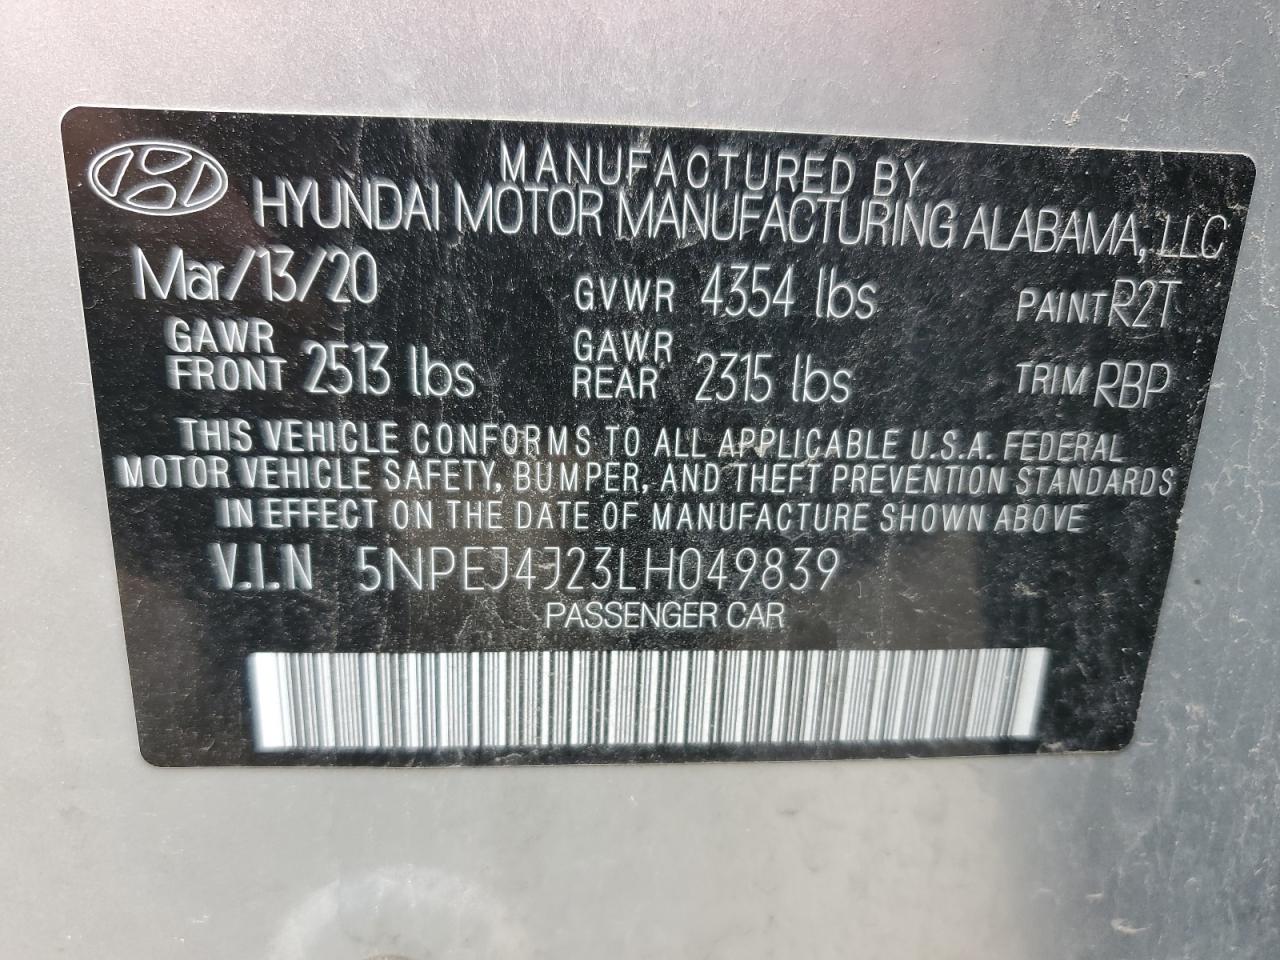 MANUFACTURED BY
HYUNDAI MOTOR MANUFACTURING ALABAMA, LLC
Mar/13/20 GVWR 4354 lbs PAINT R2T
GAWR FRONT 2513 lbs GAWR REAR 2315 lbs TRIM RBP
THIS VEHICLE CONFORMS TO ALL APPLICABLE U.S.A. FEDERAL
MOTOR VEHICLE SAFETY, BUMPER, AND THEFT PREVENTION STANDARDS
IN EFFECT ON THE DATE OF MANUFACTURE SHOWN ABOVE
V.I.N 5NPEJ4J23LH049839
PASSENGER CAR